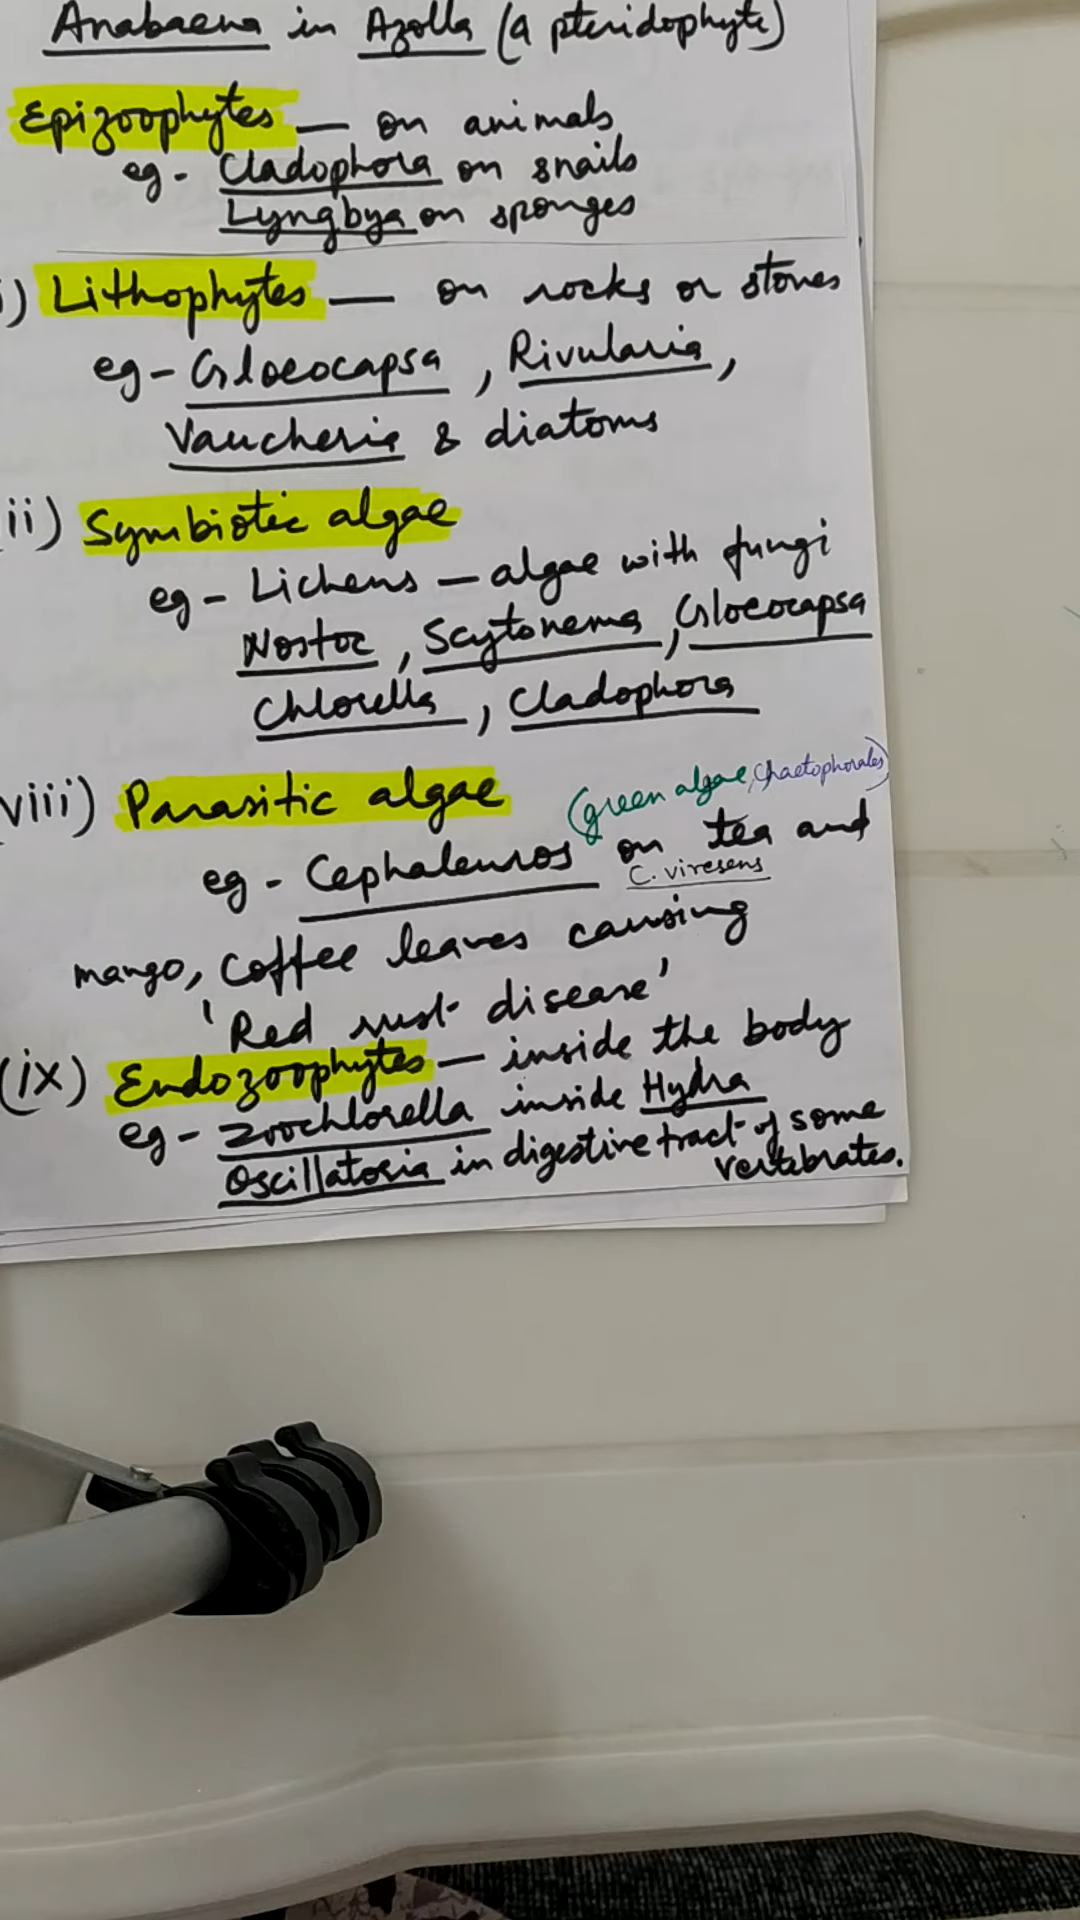 Anabaena in Azolla (a pteridophyte)
Epizoophytes — on animals
eg - Cladophora on snails
Lyngbya on sponges
i) Lithophytes — on rocks or stones
eg - Gloeocapsa, Rivularia,
Vaucheria & diatoms
ii) Symbiotic algae
eg - Lichens — algae with fungi
Nostoc, Scytonema, Gloeocapsa
Chlorella, Cladophora
viii) Parasitic algae (green algae, Chaetophorales)
eg - Cephaleuros on tea and
C. viresens
mango, coffee leaves causing
'Red rust disease'
(ix) Endozoophytes — inside the body
eg - Zoochlorella inside Hydra
Oscillatoria in digestive tract of some
vertebrates.